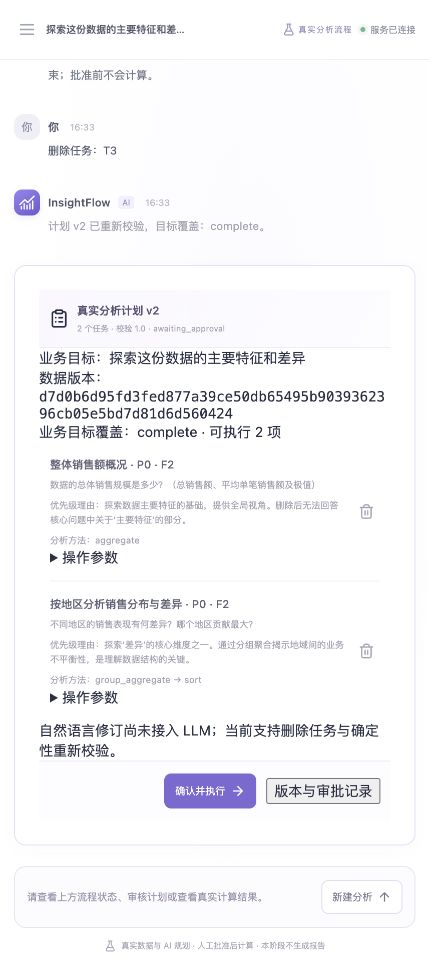 探索这份数据的主要特征和差...
真实分析流程
服务已连接
束；批准前不会计算。
你
你 16:33
删除任务：T3
InsightFlow AI 16:33
计划 v2 已重新校验，目标覆盖：complete。
真实分析计划 v2
2 个任务 · 校验 1.0 · awaiting_approval
业务目标：探索这份数据的主要特征和差异
数据版本：
d7d0b6d95fd3fed877a39ce50db65495b90393623
96cb05e5bd7d81d6d560424
业务目标覆盖：complete · 可执行 2 项
整体销售额概况 · P0 · F2
数据的总体销售规模是多少？（总销售额、平均单笔销售额及极值）
优先级理由：探索数据主要特征的基础，提供全局视角。删除后无法回答
核心问题中关于'主要特征'的部分。
分析方法：aggregate
▶ 操作参数
按地区分析销售分布与差异 · P0 · F2
不同地区的销售表现有何差异？哪个地区贡献最大？
优先级理由：探索'差异'的核心维度之一。通过分组聚合揭示地域间的业务
不平衡性，是理解数据结构的关键。
分析方法：group_aggregate → sort
▶ 操作参数
自然语言修订尚未接入 LLM；当前支持删除任务与确定
性重新校验。
确认并执行 →
版本与审批记录
请查看上方流程状态、审核计划或查看真实计算结果。
新建分析 ↑
真实数据与 AI 规划 · 人工批准后计算 · 本阶段不生成报告